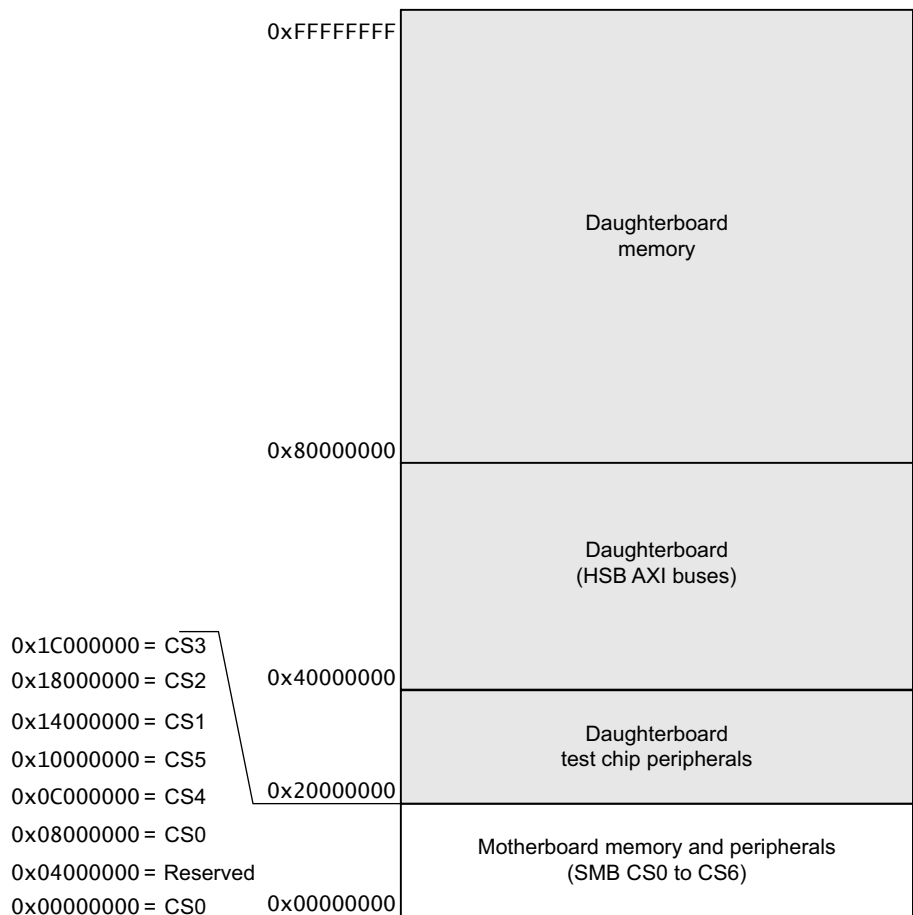 0xFFFFFFFF
Daughterboard
memory
0x80000000
Daughterboard
(HSB AXI buses)
0x1C000000 = CS3
0x18000000 = CS2
0x40000000
0x14000000 = CS1
Daughterboard
test chip peripherals
0x10000000 = CS5
0x0C000000 = CS4
0x20000000
0x08000000 = CS0
Motherboard memory and peripherals
(SMB CS0 to CS6)
0x04000000 = Reserved
0x00000000 = CS0
0x00000000